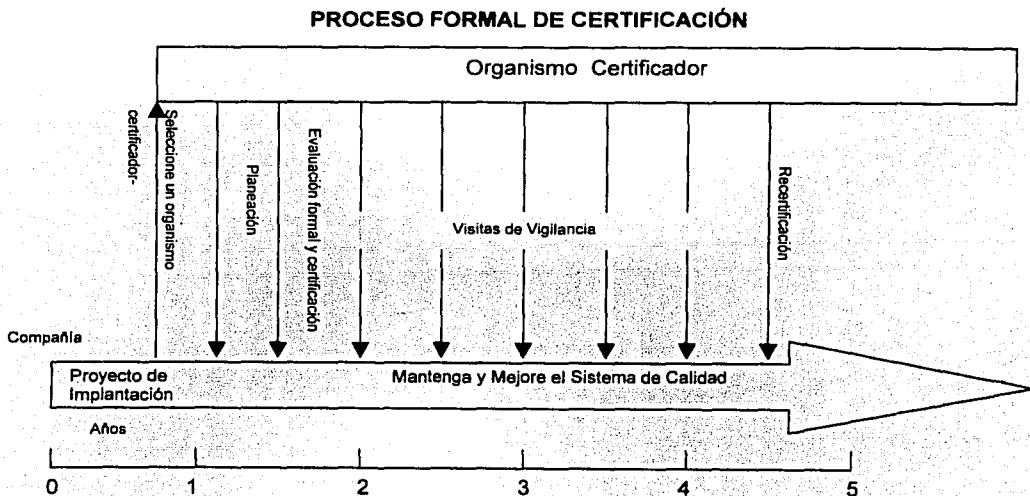 PROCESO FORMAL DE CERTIFICACIÓN
Organismo Certificador
Seleccione un organismo
certificador-
Planeación
Evaluación formal y certificación
Visitas de Vigilancia
Recertificación
Compañía
Proyecto de
Implantación
Mantenga y Mejore el Sistema de Calidad
Años
0 1 2 3 4 5